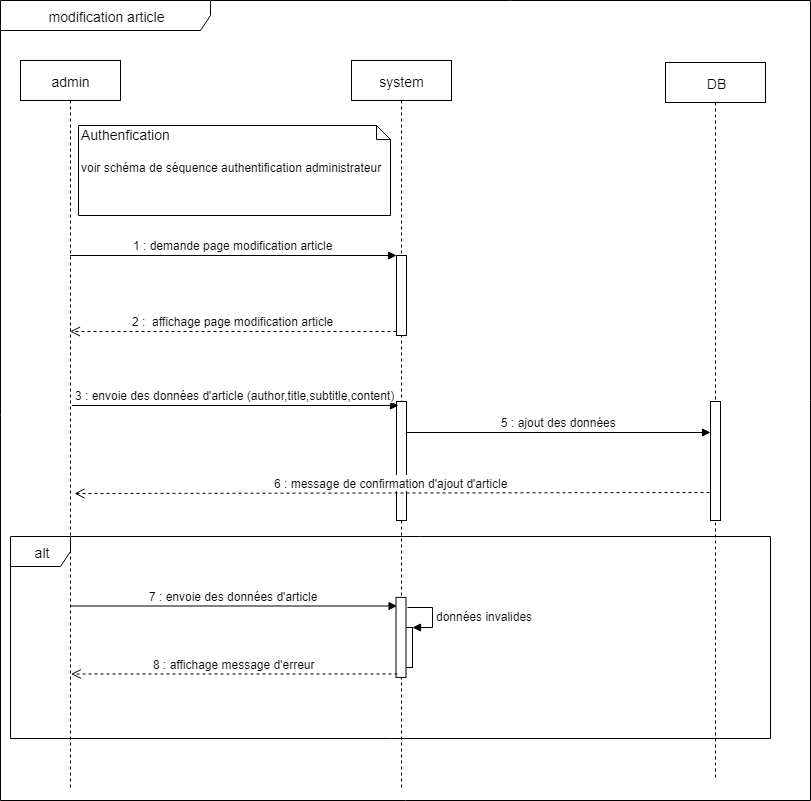 modification article
admin
system
DB
Authenfication
voir schéma de séquence authentification administrateur
1 : demande page modification article
2 :  affichage page modification article
3 : envoie des données d'article (author,title,subtitle,content)
5 : ajout des données
6 : message de confirmation d'ajout d'article
alt
7 : envoie des données d'article
données invalides
8 : affichage message d'erreur